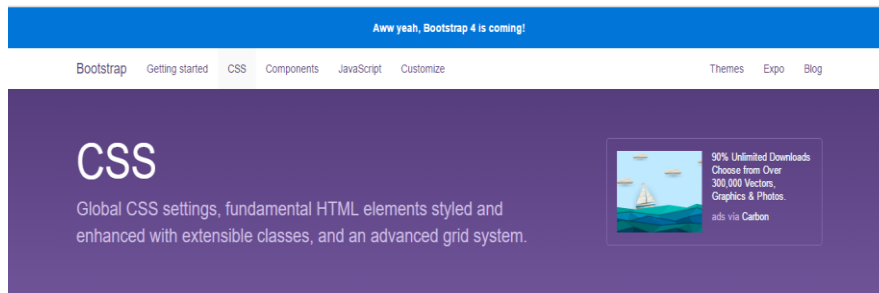 Aww yeah, Bootstrap 4 is coming!
Bootstrap Getting started CSS Components JavaScript Customize Themes Expo Blog
CSS
Global CSS settings, fundamental HTML elements styled and
enhanced with extensible classes, and an advanced grid system.
90% Unlimited Downloads
Choose from Over
300,000 Vectors,
Graphics & Photos.
ads via Carbon